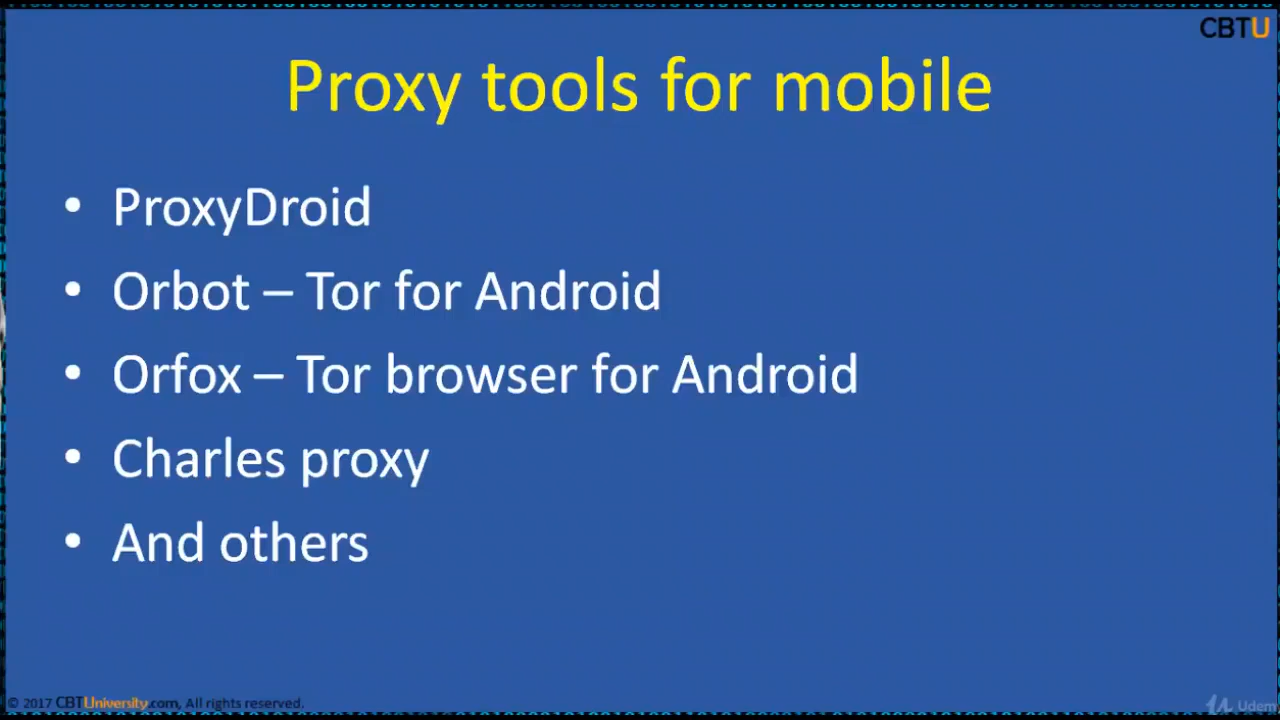 CBTU
Proxy tools for mobile
• ProxyDroid
• Orbot – Tor for Android
• Orfox – Tor browser for Android
• Charles proxy
• And others
© 2017 CBTUniversity.com, All rights reserved.